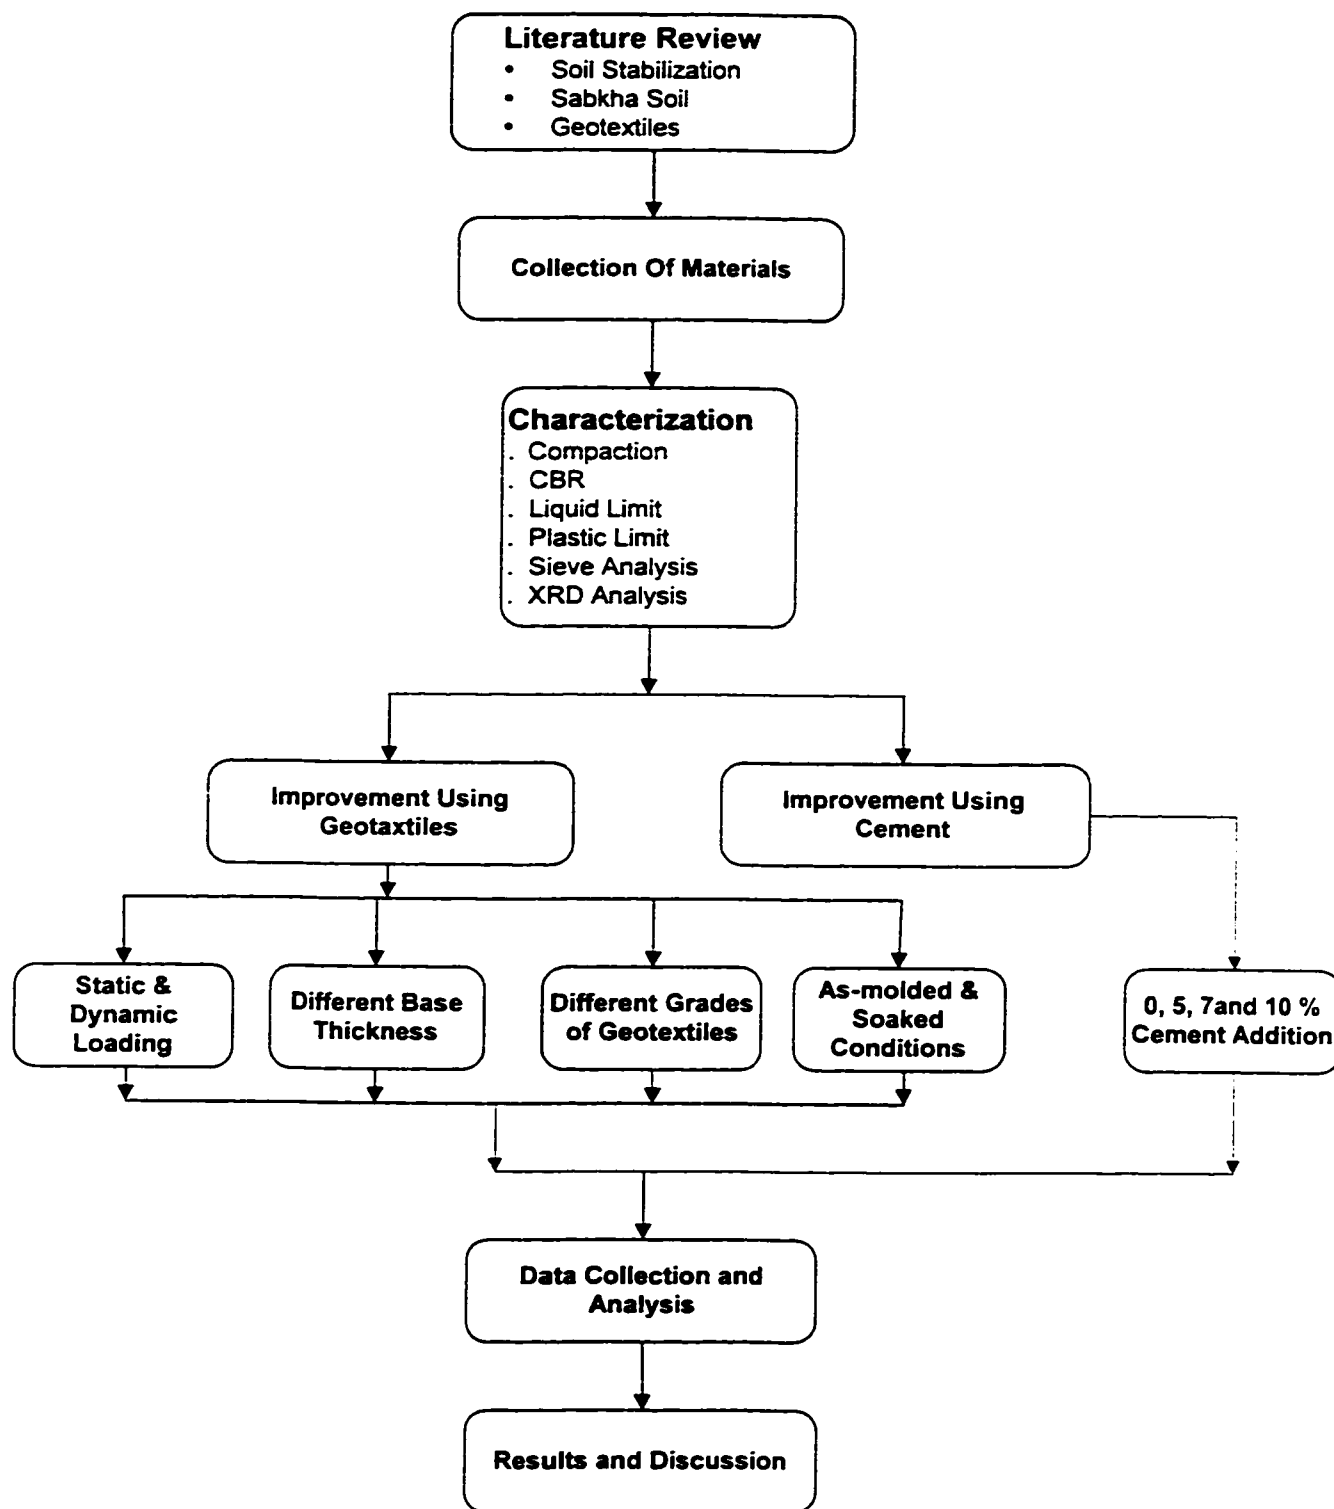 Literature Review
• Soil Stabilization
• Sabkha Soil
• Geotextiles
Collection Of Materials
Characterization
. Compaction
. CBR
. Liquid Limit
. Plastic Limit
. Sieve Analysis
. XRD Analysis
Improvement Using
Geotaxtiles
Improvement Using
Cement
Static &
Dynamic
Loading
Different Base
Thickness
Different Grades
of Geotextiles
As-molded &
Soaked
Conditions
0, 5, 7and 10 %
Cement Addition
Data Collection and
Analysis
Results and Discussion